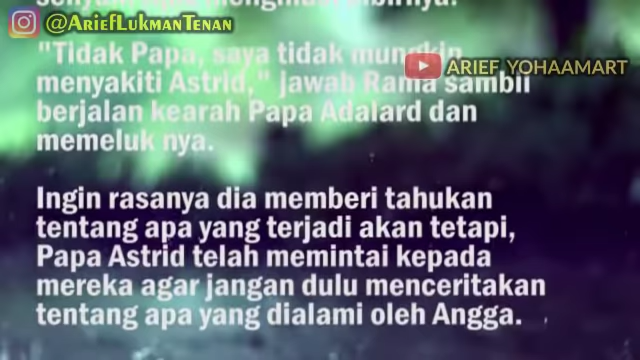 @AriefLukmanTenan
"Tidak Papa, saya tidak mungkin
ARIEF YOHAAMART
menyakiti Astrid," jawab Rama sambil
berjalan kearah Papa Adalard dan
memeluk nya.
Ingin rasanya dia memberi tahukan
tentang apa yang terjadi akan tetapi,
Papa Astrid telah memintai kepada
mereka agar jangan dulu menceritakan
tentang apa yang dialami oleh Angga.